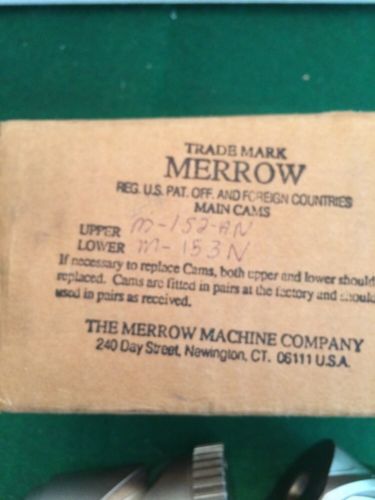 TRADE MARK
MERROW
REG. U.S. PAT. OFF. AND FOREIGN COUNTRIES
MAIN CAMS
UPPER M-152-AN
LOWER M-153N
If necessary to replace Cams, both upper and lower should
replaced. Cams are fitted in pairs at the factory and should
used in pairs as received.
THE MERROW MACHINE COMPANY
240 Day Street, Newington, CT. 06111 U.S.A.